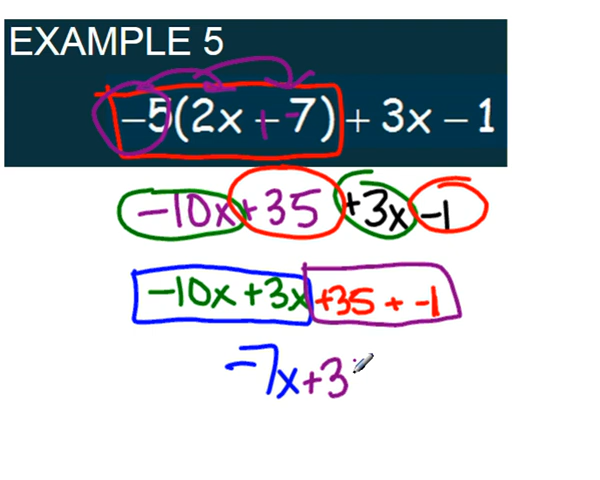 EXAMPLE 5
-5(2x + -7) + 3x - 1
-10x +35 +3x -1
-10x + 3x +35 + -1
-7x + 3